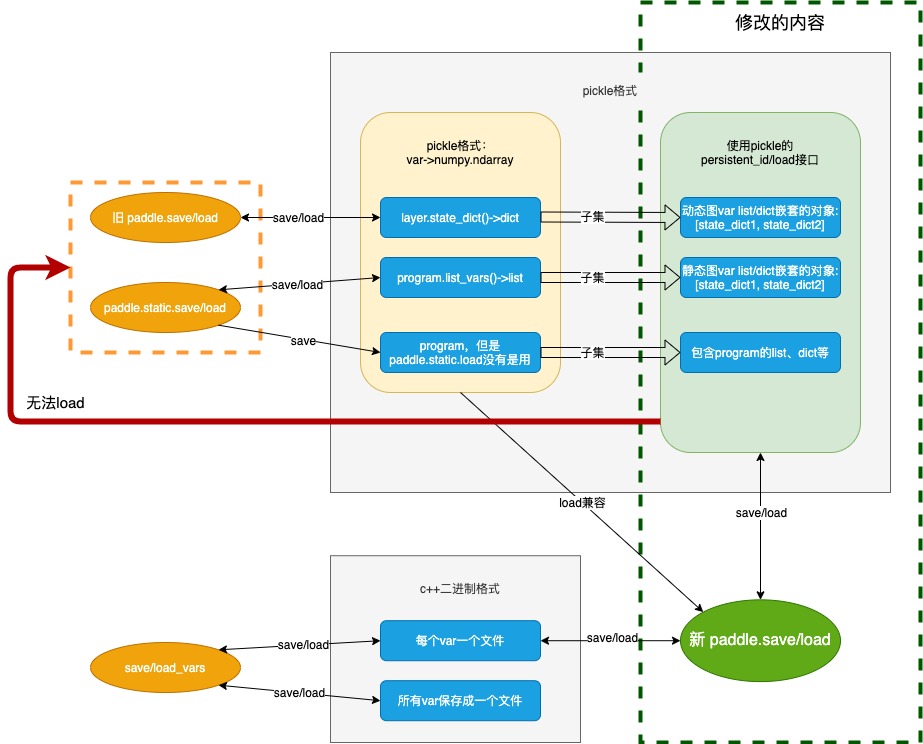 修改的内容
pickle格式
pickle格式：
var->numpy.ndarray
使用pickle的
persistent_id/load接口
旧 paddle.save/load
save/load
layer.state_dict()->dict
子集
动态图var list/dict嵌套的对象:
[state_dict1, state_dict2]
paddle.static.save/load
save/load
program.list_vars()->list
子集
静态图var list/dict嵌套的对象:
[state_dict1, state_dict2]
save
program，但是
paddle.static.load没有是用
子集
包含program的list、dict等
无法load
load兼容
save/load
c++二进制格式
save/load_vars
save/load
每个var一个文件
save/load
新 paddle.save/load
save/load
所有var保存成一个文件